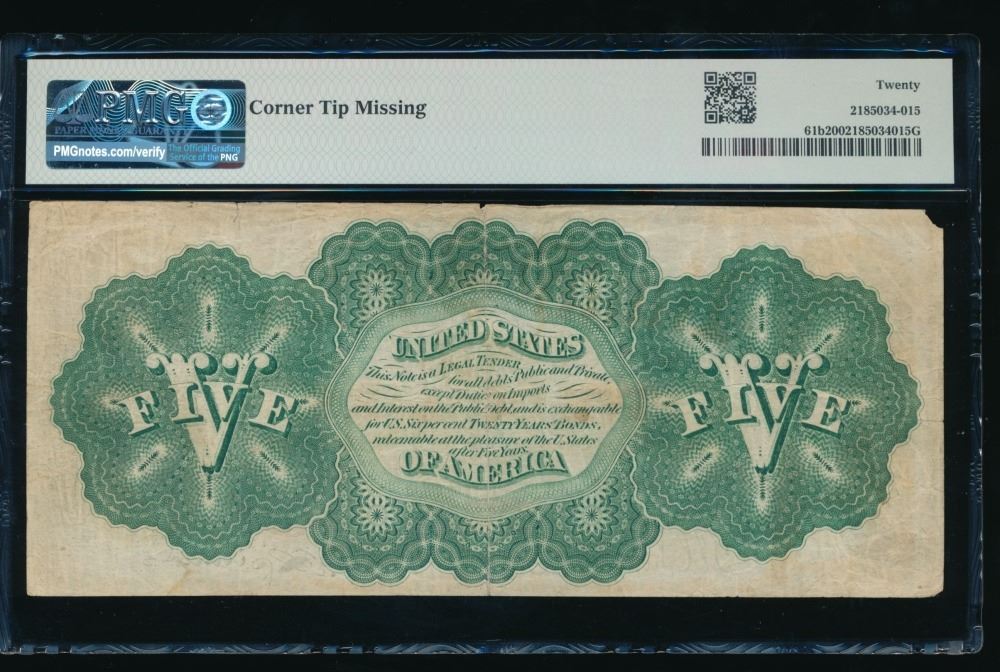 PMG
PAPER MONEY GUARANTY
PMGnotes.com/verify
The Official Grading
Service of the PNG
Corner Tip Missing
Twenty
2185034-015
61b2002185034015G
FIVE
V
UNITED STATES
This Note is a LEGAL TENDER
for all debts Public and Private,
except Duties on Imports
and Interest on the Public Debt, and is exchangable
for U.S. Six per cent TWENTY YEARS BONDS,
redeemable at the pleasure of the U. States
after Five Years.
OF AMERICA
FIVE
V